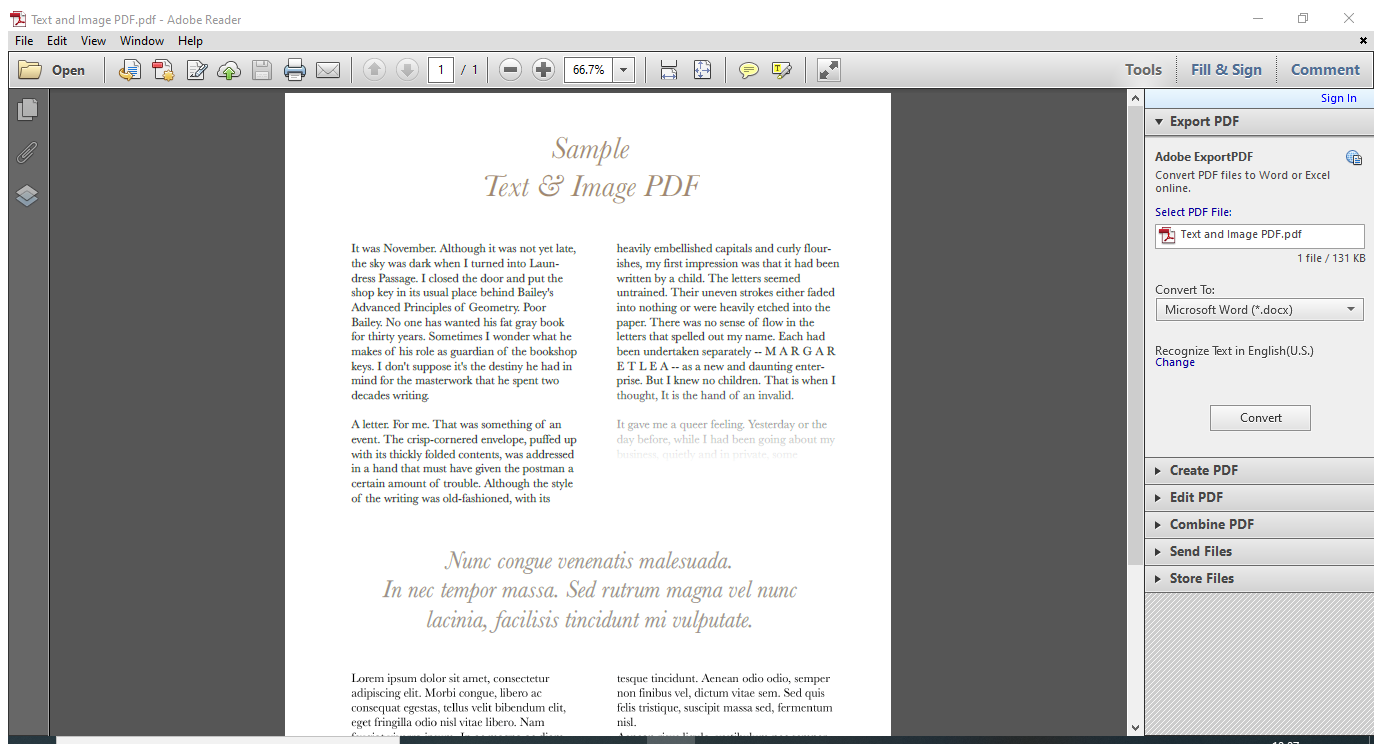 Text and Image PDF.pdf - Adobe Reader
File Edit View Window Help
Open 1 / 1 66.7% Tools Fill & Sign Comment
Sample
Text & Image PDF
It was November. Although it was not yet late,
the sky was dark when I turned into Laun-
dress Passage. I closed the door and put the
shop key in its usual place behind Bailey's
Advanced Principles of Geometry. Poor
Bailey. No one has wanted his fat gray book
for thirty years. Sometimes I wonder what he
makes of his role as guardian of the bookshop
keys. I don't suppose it's the destiny he had in
mind for the masterwork that he spent two
decades writing.
A letter. For me. That was something of an
event. The crisp-cornered envelope, puffed up
with its thickly folded contents, was addressed
in a hand that must have given the postman a
certain amount of trouble. Although the style
of the writing was old-fashioned, with its
heavily embellished capitals and curly flour-
ishes, my first impression was that it had been
written by a child. The letters seemed
untrained. Their uneven strokes either faded
into nothing or were heavily etched into the
paper. There was no sense of flow in the
letters that spelled out my name. Each had
been undertaken separately -- M A R G A R
E T L E A -- as a new and daunting enter-
prise. But I knew no children. That is when I
thought, It is the hand of an invalid.
It gave me a queer feeling. Yesterday or the
day before, while I had been going about my
business, quietly and in private, some
Nunc congue venenatis malesuada.
In nec tempor massa. Sed rutrum magna vel nunc
lacinia, facilisis tincidunt mi vulputate.
Lorem ipsum dolor sit amet, consectetur
adipiscing elit. Morbi congue, libero ac
consequat egestas, tellus velit bibendum elit,
eget fringilla odio nisl vitae libero. Nam
tesque tincidunt. Aenean odio odio, semper
non finibus vel, dictum vitae sem. Sed quis
felis tristique, suscipit massa sed, fermentum
nisl.
Sign In
Export PDF
Adobe ExportPDF
Convert PDF files to Word or Excel
online.
Select PDF File:
Text and Image PDF.pdf
1 file / 131 KB
Convert To:
Microsoft Word (*.docx)
Recognize Text in English(U.S.)
Change
Convert
Create PDF
Edit PDF
Combine PDF
Send Files
Store Files